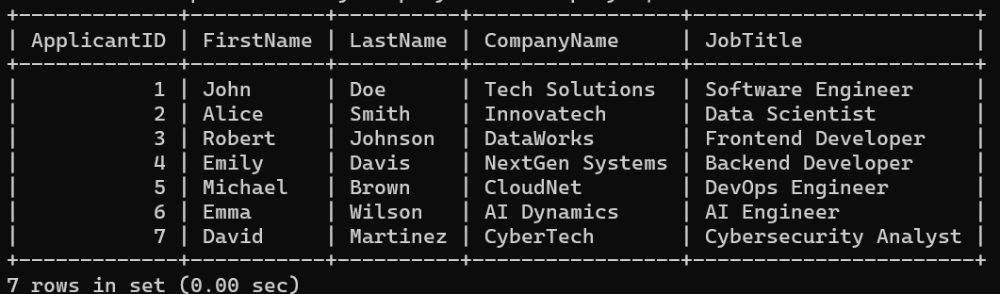 +-------------+-----------+----------+-----------------+-----------------------+
| ApplicantID | FirstName | LastName | CompanyName     | JobTitle              |
+-------------+-----------+----------+-----------------+-----------------------+
|           1 | John      | Doe      | Tech Solutions  | Software Engineer     |
|           2 | Alice     | Smith    | Innovatech      | Data Scientist        |
|           3 | Robert    | Johnson  | DataWorks       | Frontend Developer    |
|           4 | Emily     | Davis    | NextGen Systems | Backend Developer     |
|           5 | Michael   | Brown    | CloudNet        | DevOps Engineer       |
|           6 | Emma      | Wilson   | AI Dynamics     | AI Engineer           |
|           7 | David     | Martinez | CyberTech       | Cybersecurity Analyst |
+-------------+-----------+----------+-----------------+-----------------------+
7 rows in set (0.00 sec)